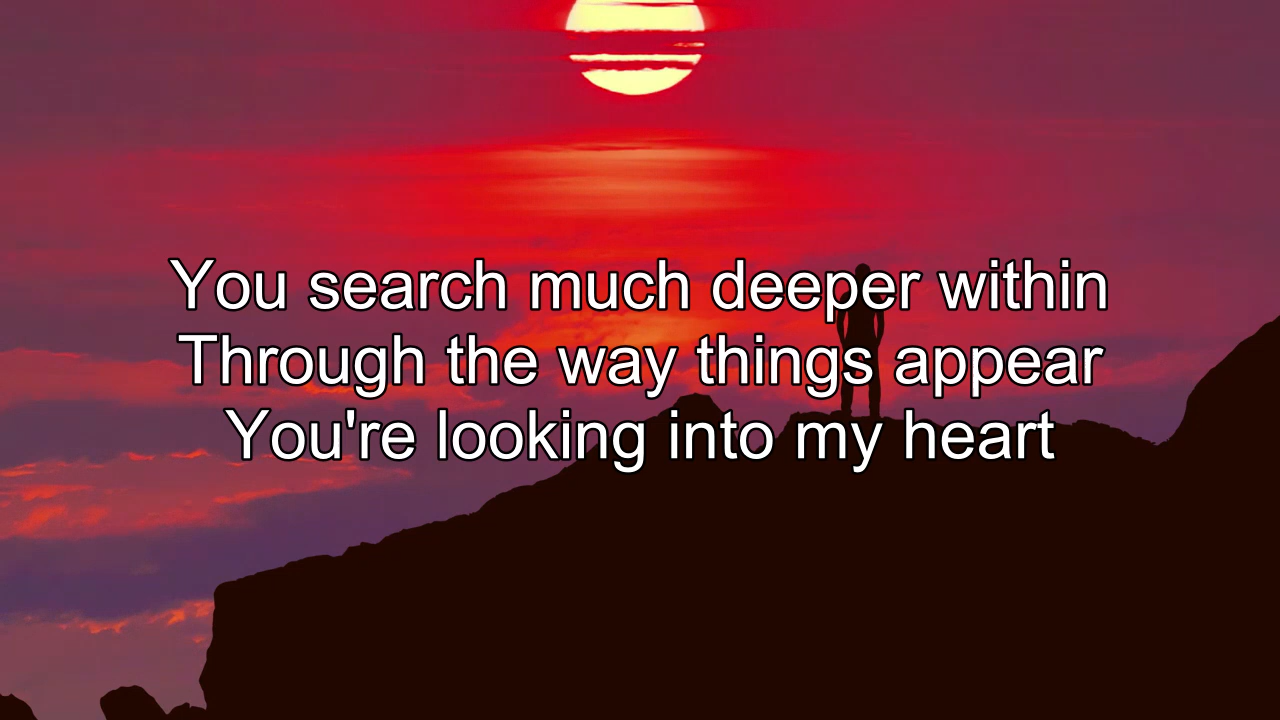 You search much deeper within
Through the way things appear
You're looking into my heart